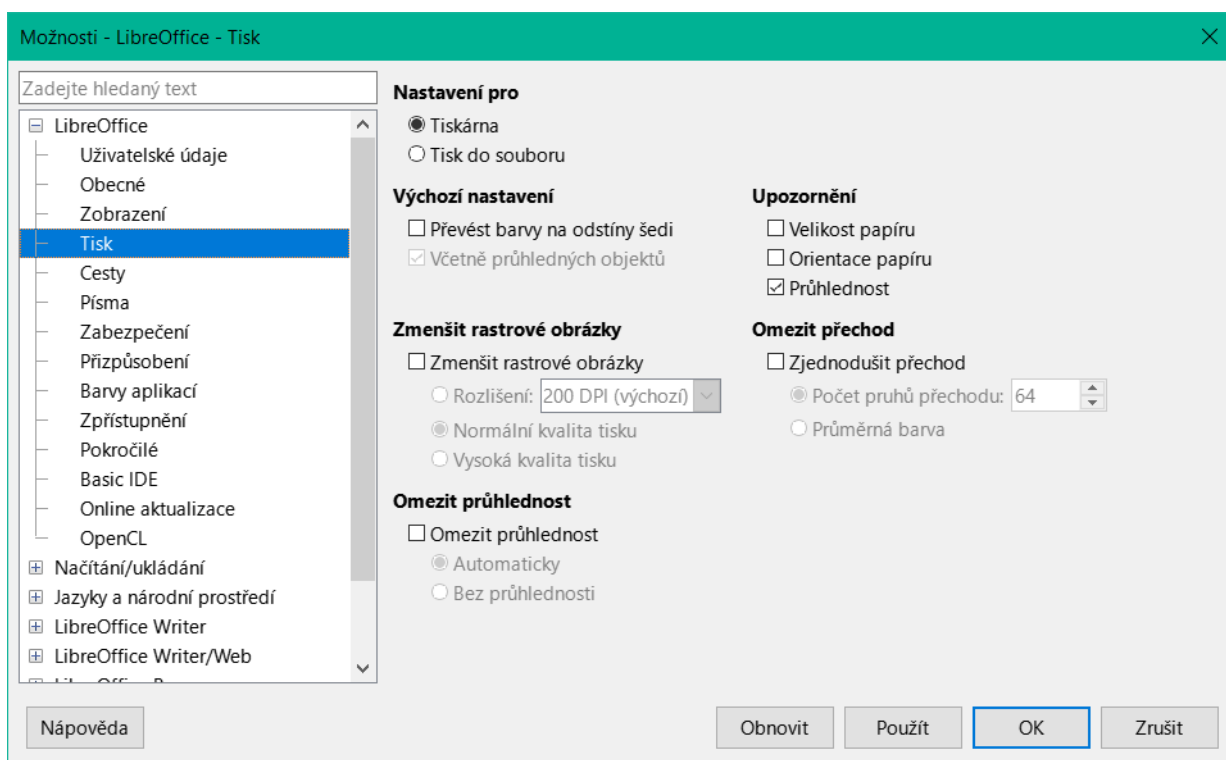 Možnosti - LibreOffice - Tisk
Zadejte hledaný text
LibreOffice
Uživatelské údaje
Obecné
Zobrazení
Tisk
Cesty
Písma
Zabezpečení
Přizpůsobení
Barvy aplikací
Zpřístupnění
Pokročilé
Basic IDE
Online aktualizace
OpenCL
Načítání/ukládání
Jazyky a národní prostředí
LibreOffice Writer
LibreOffice Writer/Web
Nastavení pro
Tiskárna
Tisk do souboru
Výchozí nastavení
Převést barvy na odstíny šedi
Včetně průhledných objektů
Upozornění
Velikost papíru
Orientace papíru
Průhlednost
Zmenšit rastrové obrázky
Zmenšit rastrové obrázky
Rozlišení: 200 DPI (výchozí)
Normální kvalita tisku
Vysoká kvalita tisku
Omezit přechod
Zjednodušit přechod
Počet pruhů přechodu: 64
Průměrná barva
Omezit průhlednost
Omezit průhlednost
Automaticky
Bez průhlednosti
Nápověda
Obnovit
Použít
OK
Zrušit